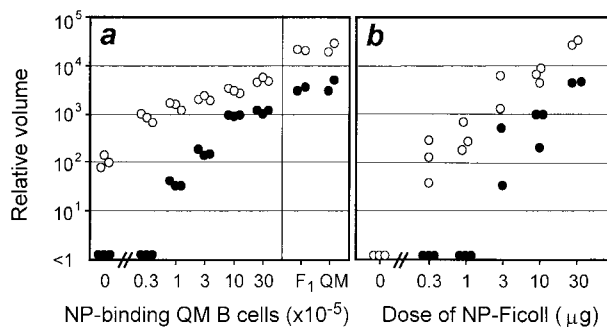 a
b
Relative volume
10^5
10^4
10^3
10^2
10^1
<1
0 0.3 1 3 10 30 F₁ QM
0 0.3 1 3 10 30
NP-binding QM B cells (x10⁻⁵)
Dose of NP-Ficoll (μg)